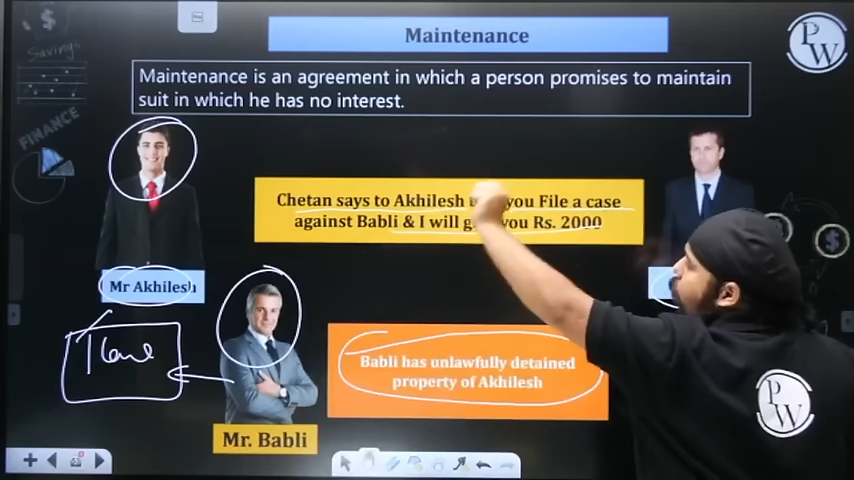 Maintenance
PW
Maintenance is an agreement in which a person promises to maintain
suit in which he has no interest.
Savings
FINANCE
Chetan says to Akhilesh you File a case
against Babli & I will you Rs. 2000
Mr Akhilesh
Babli has unlawfully detained
property of Akhilesh
Mr. Babli
PW